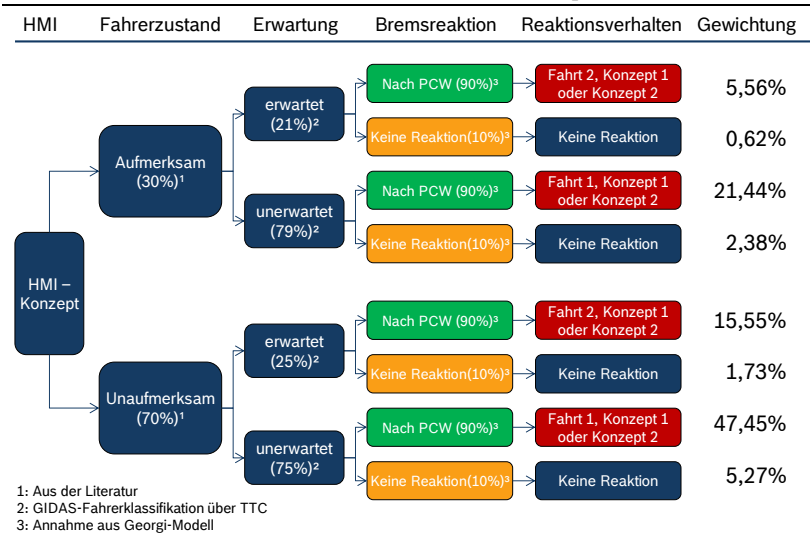 HMI Fahrerzustand Erwartung Bremsreaktion Reaktionsverhalten Gewichtung
HMI –
Konzept
Aufmerksam
(30%)¹
erwartet
(21%)²
Nach PCW (90%)³
Fahrt 2, Konzept 1
oder Konzept 2
5,56%
Keine Reaktion(10%)³
Keine Reaktion
0,62%
unerwartet
(79%)²
Nach PCW (90%)³
Fahrt 1, Konzept 1
oder Konzept 2
21,44%
Keine Reaktion(10%)³
Keine Reaktion
2,38%
Unaufmerksam
(70%)¹
erwartet
(25%)²
Nach PCW (90%)³
Fahrt 2, Konzept 1
oder Konzept 2
15,55%
Keine Reaktion(10%)³
Keine Reaktion
1,73%
unerwartet
(75%)²
Nach PCW (90%)³
Fahrt 1, Konzept 1
oder Konzept 2
47,45%
Keine Reaktion(10%)³
Keine Reaktion
5,27%
1: Aus der Literatur
2: GIDAS-Fahrerklassifikation über TTC
3: Annahme aus Georgi-Modell